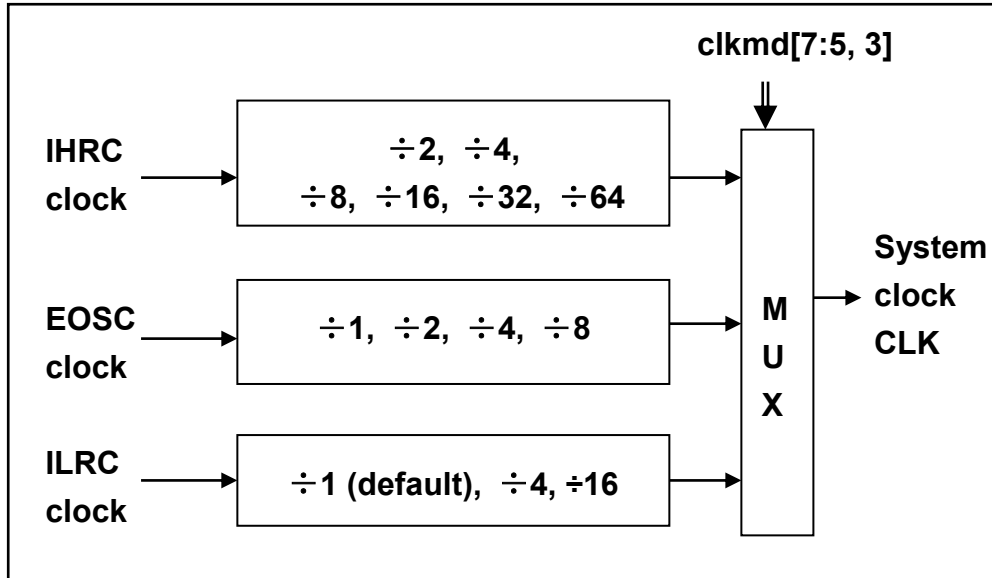 clkmd[7:5, 3]
IHRC
clock
÷2, ÷4,
÷8, ÷16, ÷32, ÷64
EOSC
clock
÷1, ÷2, ÷4, ÷8
ILRC
clock
÷1 (default), ÷4, ÷16
M
U
X
System
clock
CLK